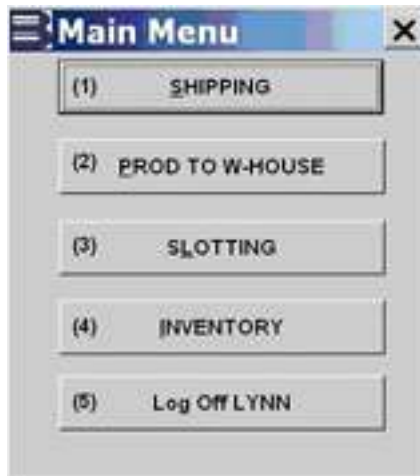 Main Menu
(1) SHIPPING
(2) PROD TO W-HOUSE
(3) SLOTTING
(4) INVENTORY
(5) Log Off LYNN